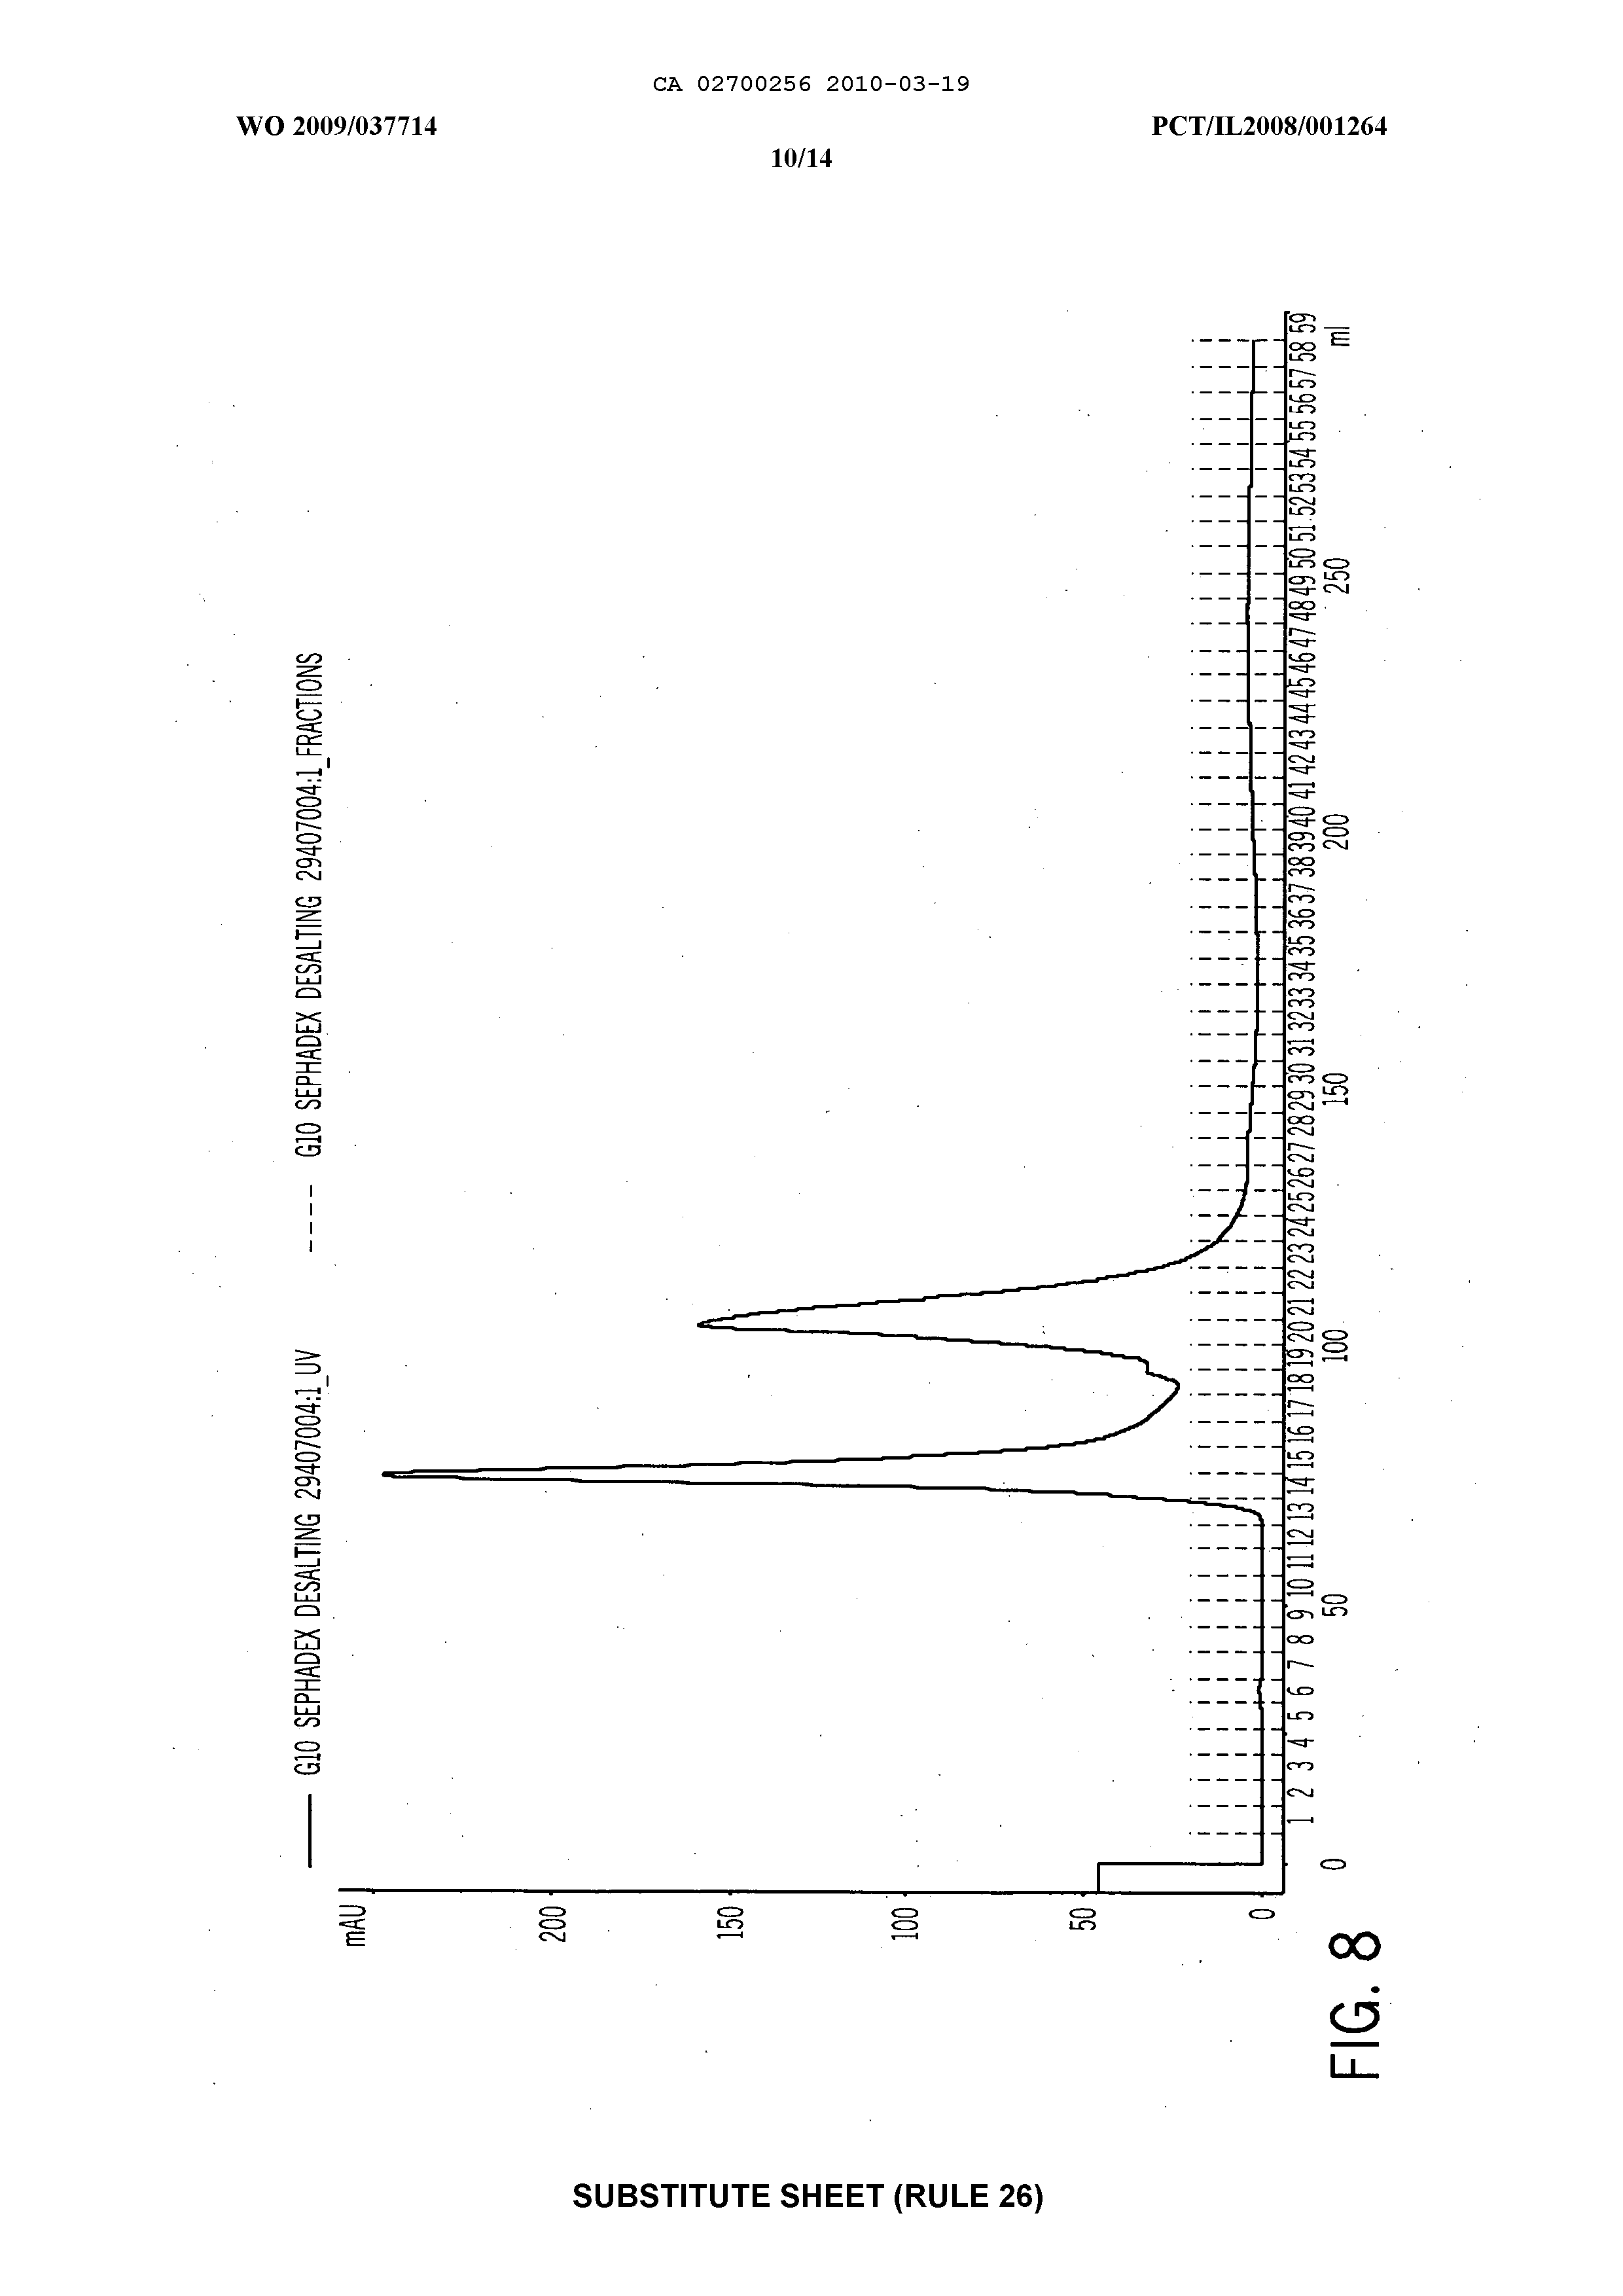 CA 02700256 2010-03-19
WO 2009/037714 PCT/IL2008/001264
10/14
G10 SEPHADEX DESALTING 29407004:1_UV G10 SEPHADEX DESALTING 29407004:1_FRACTIONS
mAU
200
150
100
50
0
1 2 3 4 5 6 7 8 9 10 11 12 13 14 15 16 17 18 19 20 21 22 23 24 25 26 27 28 29 30 31 32 33 34 35 36 37 38 39 40 41 42 43 44 45 46 47 48 49 50 51 52 53 54 55 56 57 58 59
0 50 100 150 200 250 ml
FIG. 8
SUBSTITUTE SHEET (RULE 26)